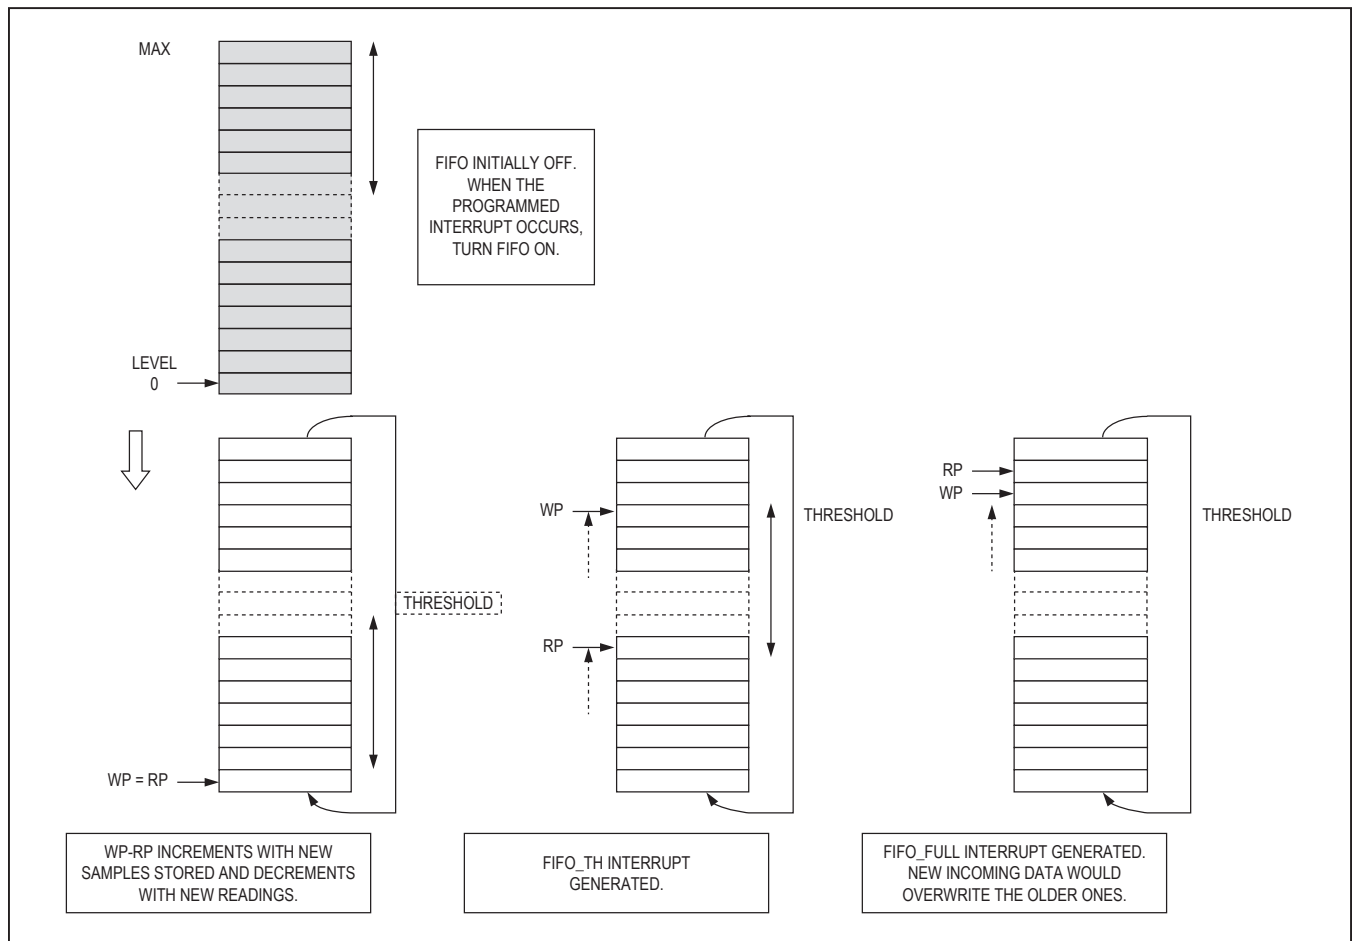 MAX
FIFO INITIALLY OFF.
WHEN THE
PROGRAMMED
INTERRUPT OCCURS,
TURN FIFO ON.
LEVEL
0
RP
WP
WP
THRESHOLD
THRESHOLD
THRESHOLD
RP
WP = RP
WP-RP INCREMENTS WITH NEW
SAMPLES STORED AND DECREMENTS
WITH NEW READINGS.
FIFO_TH INTERRUPT
GENERATED.
FIFO_FULL INTERRUPT GENERATED.
NEW INCOMING DATA WOULD
OVERWRITE THE OLDER ONES.